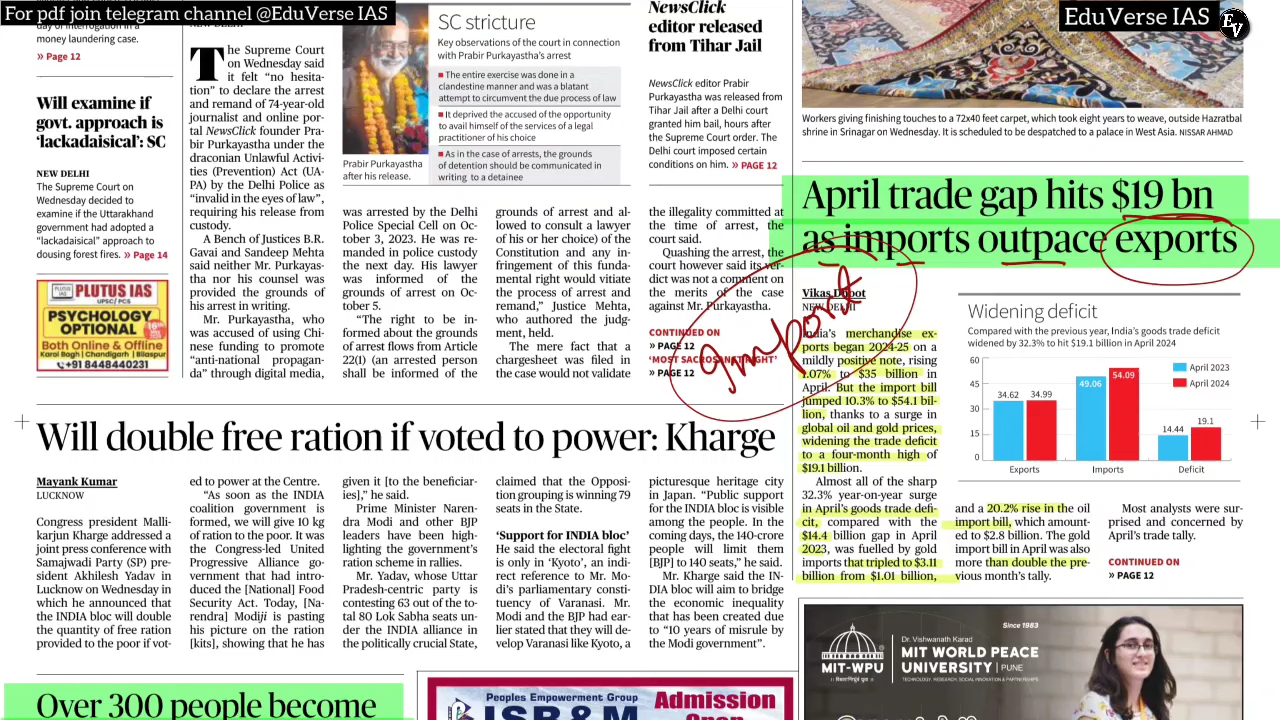 For pdf join telegram channel @EduVerse IAS
EduVerse IAS
day of interrogation in a
money laundering case.
» Page 12
Will examine if
govt. approach is
'lackadaisical': SC
NEW DELHI
The Supreme Court on
Wednesday decided to
examine if the Uttarakhand
government had adopted a
“lackadaisical” approach to
dousing forest fires. » Page 14
PLUTUS IAS
UPSC/ PCS
PSYCHOLOGY
OPTIONAL
Both Online & Offline
Karol Bagh | Chandigarh | Bilaspur
+91 8448440231
NEW DELHI
The Supreme Court
on Wednesday said
it felt “no hesita-
tion” to declare the arrest
and remand of 74-year-old
journalist and online por-
tal NewsClick founder Pra-
bir Purkayastha under the
draconian Unlawful Activi-
ties (Prevention) Act (UA-
PA) by the Delhi Police as
“invalid in the eyes of law”,
requiring his release from
custody.
A Bench of Justices B.R.
Gavai and Sandeep Mehta
said neither Mr. Purkayas-
tha nor his counsel was
provided the grounds of
his arrest in writing.
Mr. Purkayastha, who
was accused of using Chi-
nese funding to promote
“anti-national propagan-
da” through digital media,
Prabir Purkayastha
after his release.
SC stricture
Key observations of the court in connection
with Prabir Purkayastha's arrest
The entire exercise was done in a
clandestine manner and was a blatant
attempt to circumvent the due process of law
It deprived the accused of the opportunity
to avail himself of the services of a legal
practitioner of his choice
As in the case of arrests, the grounds
of detention should be communicated in
writing to a detainee
was arrested by the Delhi
Police Special Cell on Oc-
tober 3, 2023. He was re-
manded in police custody
the next day. His lawyer
was informed of the
grounds of arrest on Oc-
tober 5.
“The right to be in-
formed about the grounds
of arrest flows from Article
22(1) (an arrested person
shall be informed of the
grounds of arrest and al-
lowed to consult a lawyer
of his or her choice) of the
Constitution and any in-
fringement of this funda-
mental right would vitiate
the process of arrest and
remand,” Justice Mehta,
who authored the judg-
ment, held.
The mere fact that a
chargesheet was filed in
the case would not validate
NewsClick
editor released
from Tihar Jail
NewsClick editor Prabir
Purkayastha was released from
Tihar Jail after a Delhi court
granted him bail, hours after
the Supreme Court order. The
Delhi court imposed certain
conditions on him. » PAGE 12
the illegality committed at
the time of arrest, the
court said.
Quashing the arrest, the
court however said its ver-
dict was not a comment on
the merits of the case
against Mr. Purkayastha.
CONTINUED ON
» PAGE 12
‘MOST SACROSANCT RIGHT’
» PAGE 12
Import
Workers giving finishing touches to a 72x40 feet carpet, which took eight years to weave, outside Hazratbal
shrine in Srinagar on Wednesday. It is scheduled to be despatched to a palace in West Asia. NISSAR AHMAD
April trade gap hits $19 bn
as imports outpace exports
Vikas Dhoot
NEW DELHI
India's merchandise ex-
ports began 2024-25 on a
mildly positive note, rising
1.07% to $35 billion in
April. But the import bill
jumped 10.3% to $54.1 bil-
lion, thanks to a surge in
global oil and gold prices,
widening the trade deficit
to a four-month high of
$19.1 billion.
Almost all of the sharp
32.3% year-on-year surge
in April's goods trade defi-
cit, compared with the
$14.4 billion gap in April
2023, was fuelled by gold
imports that tripled to $3.11
billion from $1.01 billion,
Widening deficit
Compared with the previous year, India's goods trade deficit
widened by 32.3% to hit $19.1 billion in April 2024
60
45
30
15
0
April 2023
April 2024
34.62
34.99
49.06
54.09
14.44
19.1
Exports
Imports
Deficit
and a 20.2% rise in the oil
import bill, which amount-
ed to $2.8 billion. The gold
import bill in April was also
more than double the pre-
vious month's tally.
Most analysts were sur-
prised and concerned by
April's trade tally.
CONTINUED ON
» PAGE 12
Will double free ration if voted to power: Kharge
Mayank Kumar
LUCKNOW
Congress president Malli-
karjun Kharge addressed a
joint press conference with
Samajwadi Party (SP) pre-
sident Akhilesh Yadav in
Lucknow on Wednesday in
which he announced that
the INDIA bloc will double
the quantity of free ration
provided to the poor if vot-
ed to power at the Centre.
“As soon as the INDIA
coalition government is
formed, we will give 10 kg
of ration to the poor. It was
the Congress-led United
Progressive Alliance go-
vernment that had intro-
duced the [National] Food
Security Act. Today, [Na-
rendra] Modiji is pasting
his picture on the ration
[kits], showing that he has
given it [to the beneficiar-
ies],” he said.
Prime Minister Naren-
dra Modi and other BJP
leaders have been high-
lighting the government's
ration scheme in rallies.
Mr. Yadav, whose Uttar
Pradesh-centric party is
contesting 63 out of the to-
tal 80 Lok Sabha seats un-
der the INDIA alliance in
the politically crucial State,
claimed that the Opposi-
tion grouping is winning 79
seats in the State.
‘Support for INDIA bloc’
He said the electoral fight
is only in ‘Kyoto’, an indi-
rect reference to Mr. Mo-
di's parliamentary consti-
tuency of Varanasi. Mr.
Modi and the BJP had ear-
lier stated that they will de-
velop Varanasi like Kyoto, a
picturesque heritage city
in Japan. “Public support
for the INDIA bloc is visible
among the people. In the
coming days, the 140-crore
people will limit them
[BJP] to 140 seats,” he said.
Mr. Kharge said the IN-
DIA bloc will aim to bridge
the economic inequality
that has been created due
to “10 years of misrule by
the Modi government”.
Over 300 people become
Peoples Empowerment Group
ISB&M
Admission
Open
Since 1983
MIT-WPU
Dr. Vishwanath Karad
MIT WORLD PEACE
UNIVERSITY | PUNE
TECHNOLOGY, RESEARCH, SOCIAL INNOVATION & PARTNERSHIPS